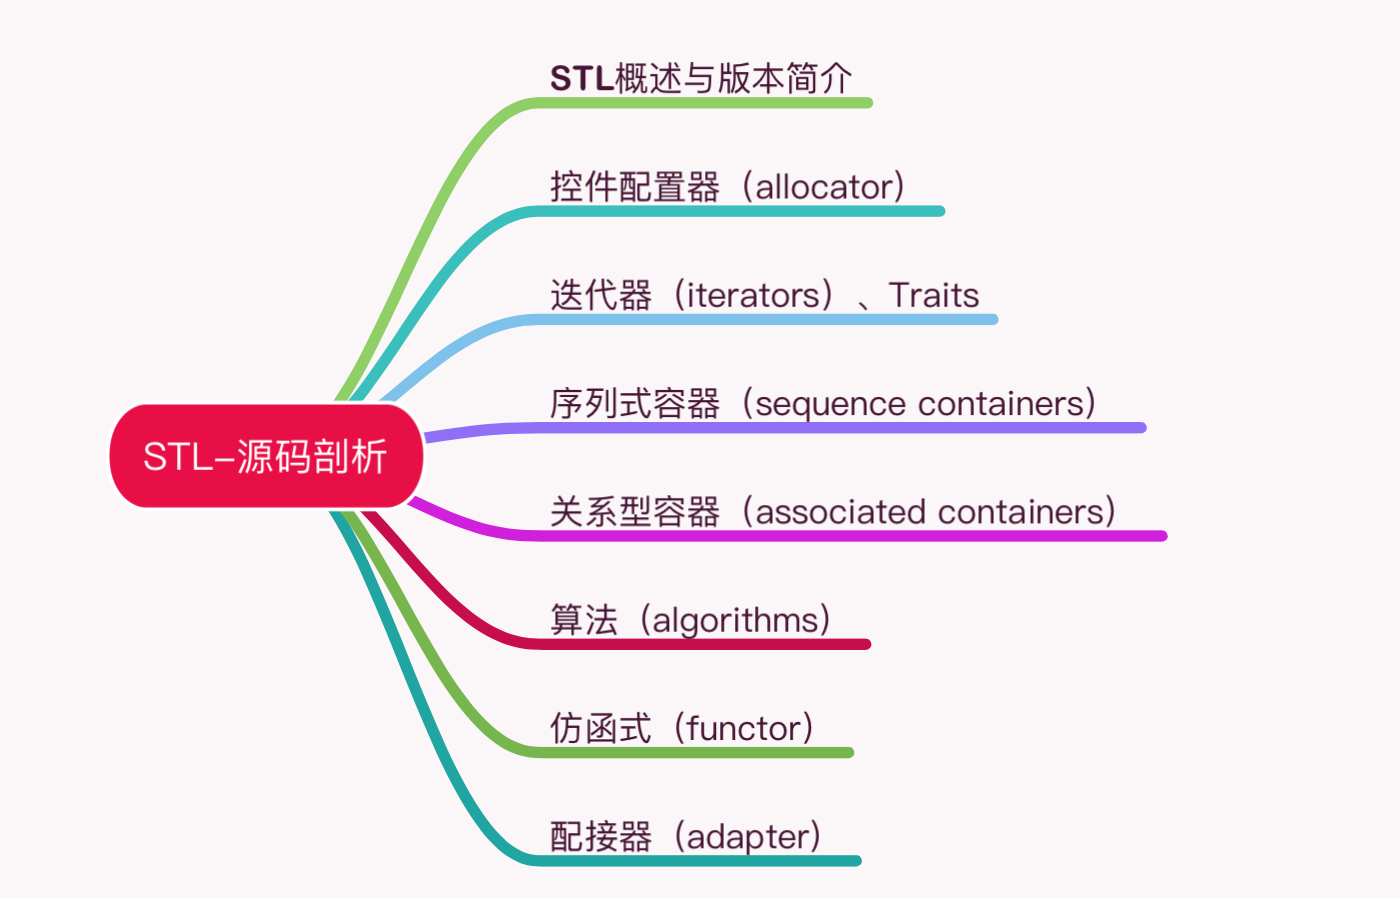 STL概述与版本简介
控件配置器（allocator）
迭代器（iterators）、Traits
序列式容器（sequence containers）
STL-源码剖析
关系型容器（associated containers）
算法（algorithms）
仿函式（functor）
配接器（adapter）